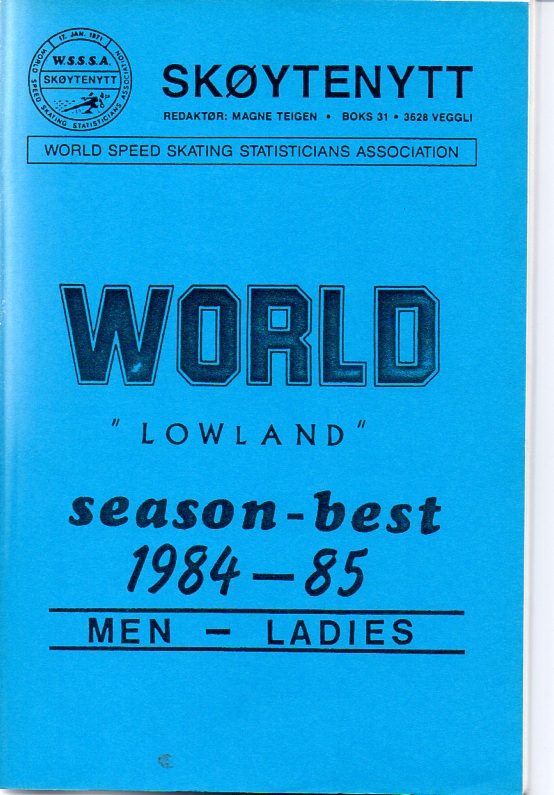 17. JAN. 1971
WORLD SPEED SKATING STATISTICIANS ASSOCIATION
W.S.S.S.A.
SKØYTENYTT
SKØYTENYTT
REDAKTØR: MAGNE TEIGEN • BOKS 31 • 3628 VEGGLI
WORLD SPEED SKATING STATISTICIANS ASSOCIATION
WORLD
"LOWLAND"
season-best
1984-85
MEN - LADIES